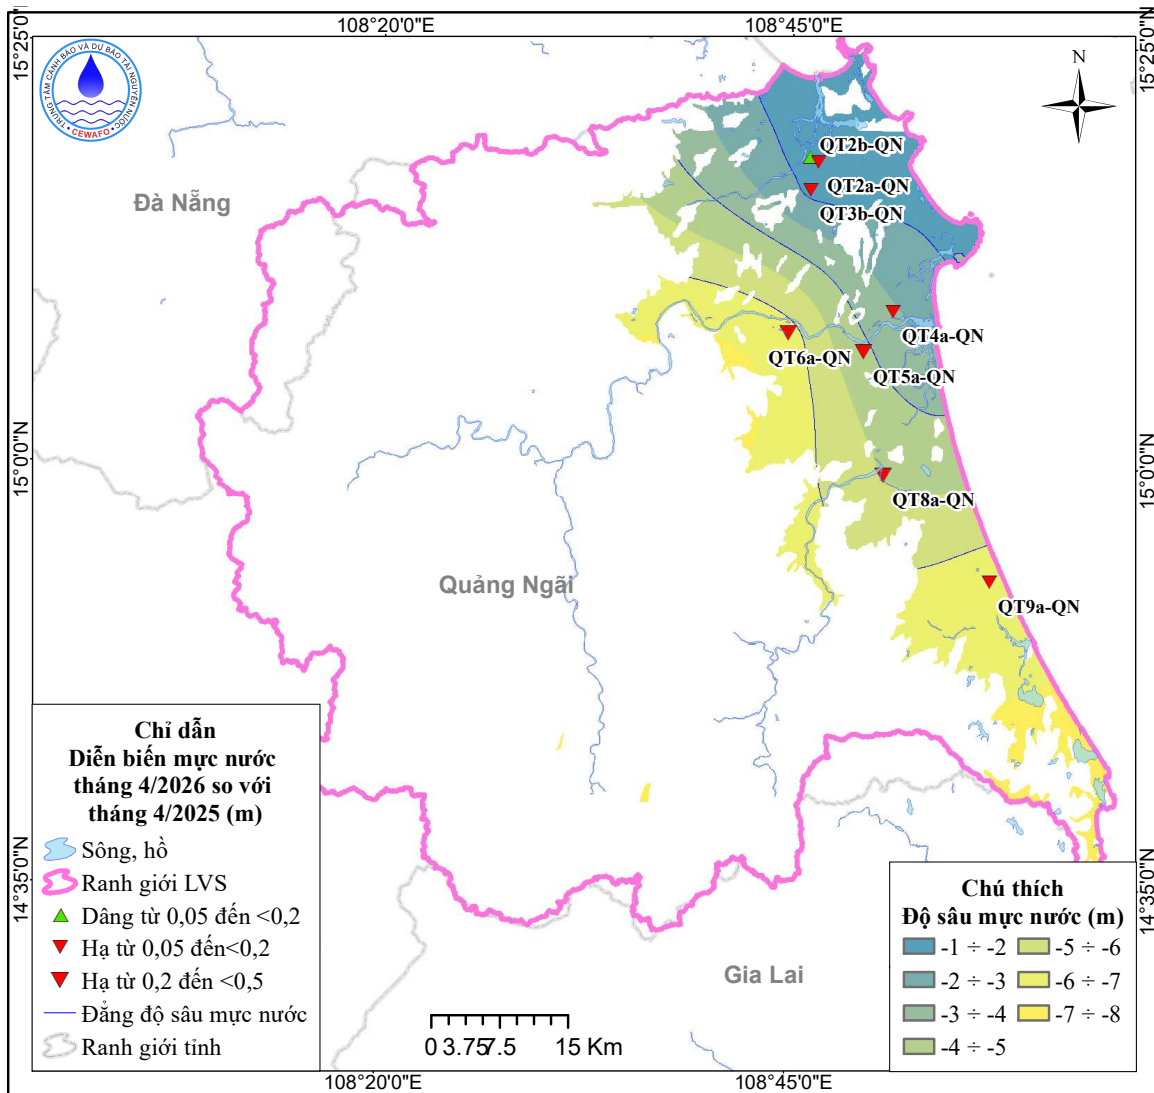 108°20'0"E
108°45'0"E
15°25'0"N
15°25'0"N
TRUNG TÂM CẢNH BÁO VÀ DỰ BÁO TÀI NGUYÊN NƯỚC
CEWAFO
N
QT2b-QN
Đà Nẵng
QT2a-QN
QT3b-QN
QT4a-QN
QT6a-QN
QT5a-QN
15°0'0"N
15°0'0"N
QT8a-QN
Quảng Ngãi
QT9a-QN
Chỉ dẫn
Diễn biến mực nước
tháng 4/2026 so với
tháng 4/2025 (m)
Sông, hồ
Ranh giới LVS
Dâng từ 0,05 đến <0,2
Hạ từ 0,05 đến<0,2
Hạ từ 0,2 đến <0,5
Đẳng độ sâu mực nước
Ranh giới tỉnh
14°35'0"N
14°35'0"N
Chú thích
Độ sâu mực nước (m)
-1 ÷ -2
-5 ÷ -6
-2 ÷ -3
-6 ÷ -7
-3 ÷ -4
-7 ÷ -8
-4 ÷ -5
Gia Lai
0 3.75 7.5 15 Km
108°20'0"E
108°45'0"E